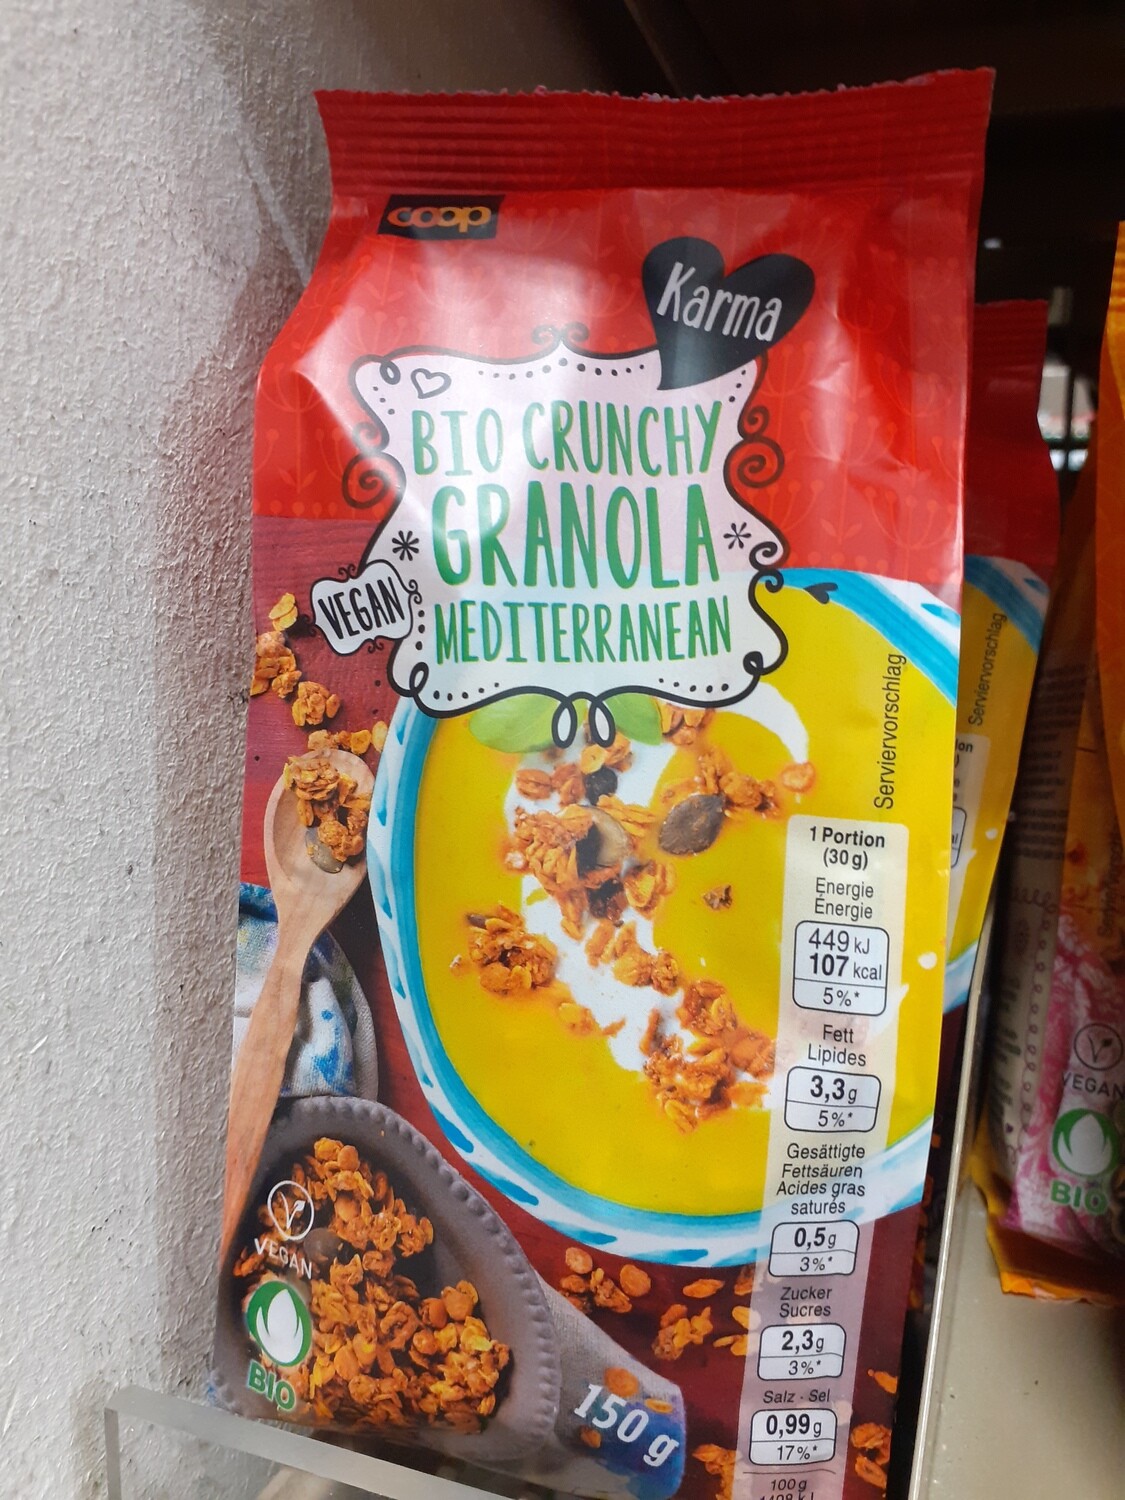 coop
Karma
BIO CRUNCHY
GRANOLA
MEDITERRANEAN
VEGAN
Serviervorschlag
1 Portion
(30 g)
Energie
Énergie
449 kJ
107 kcal
5%*
Fett
Lipides
3,3g
5%*
Gesättigte
Fettsäuren
Acides gras
saturés
0,5g
3%*
Zucker
Sucres
2,3g
3%*
Salz · Sel
0,99g
17%*
100 g
VEGAN
BIO
150 g
Serviervorschlag
VEGAN
BIO